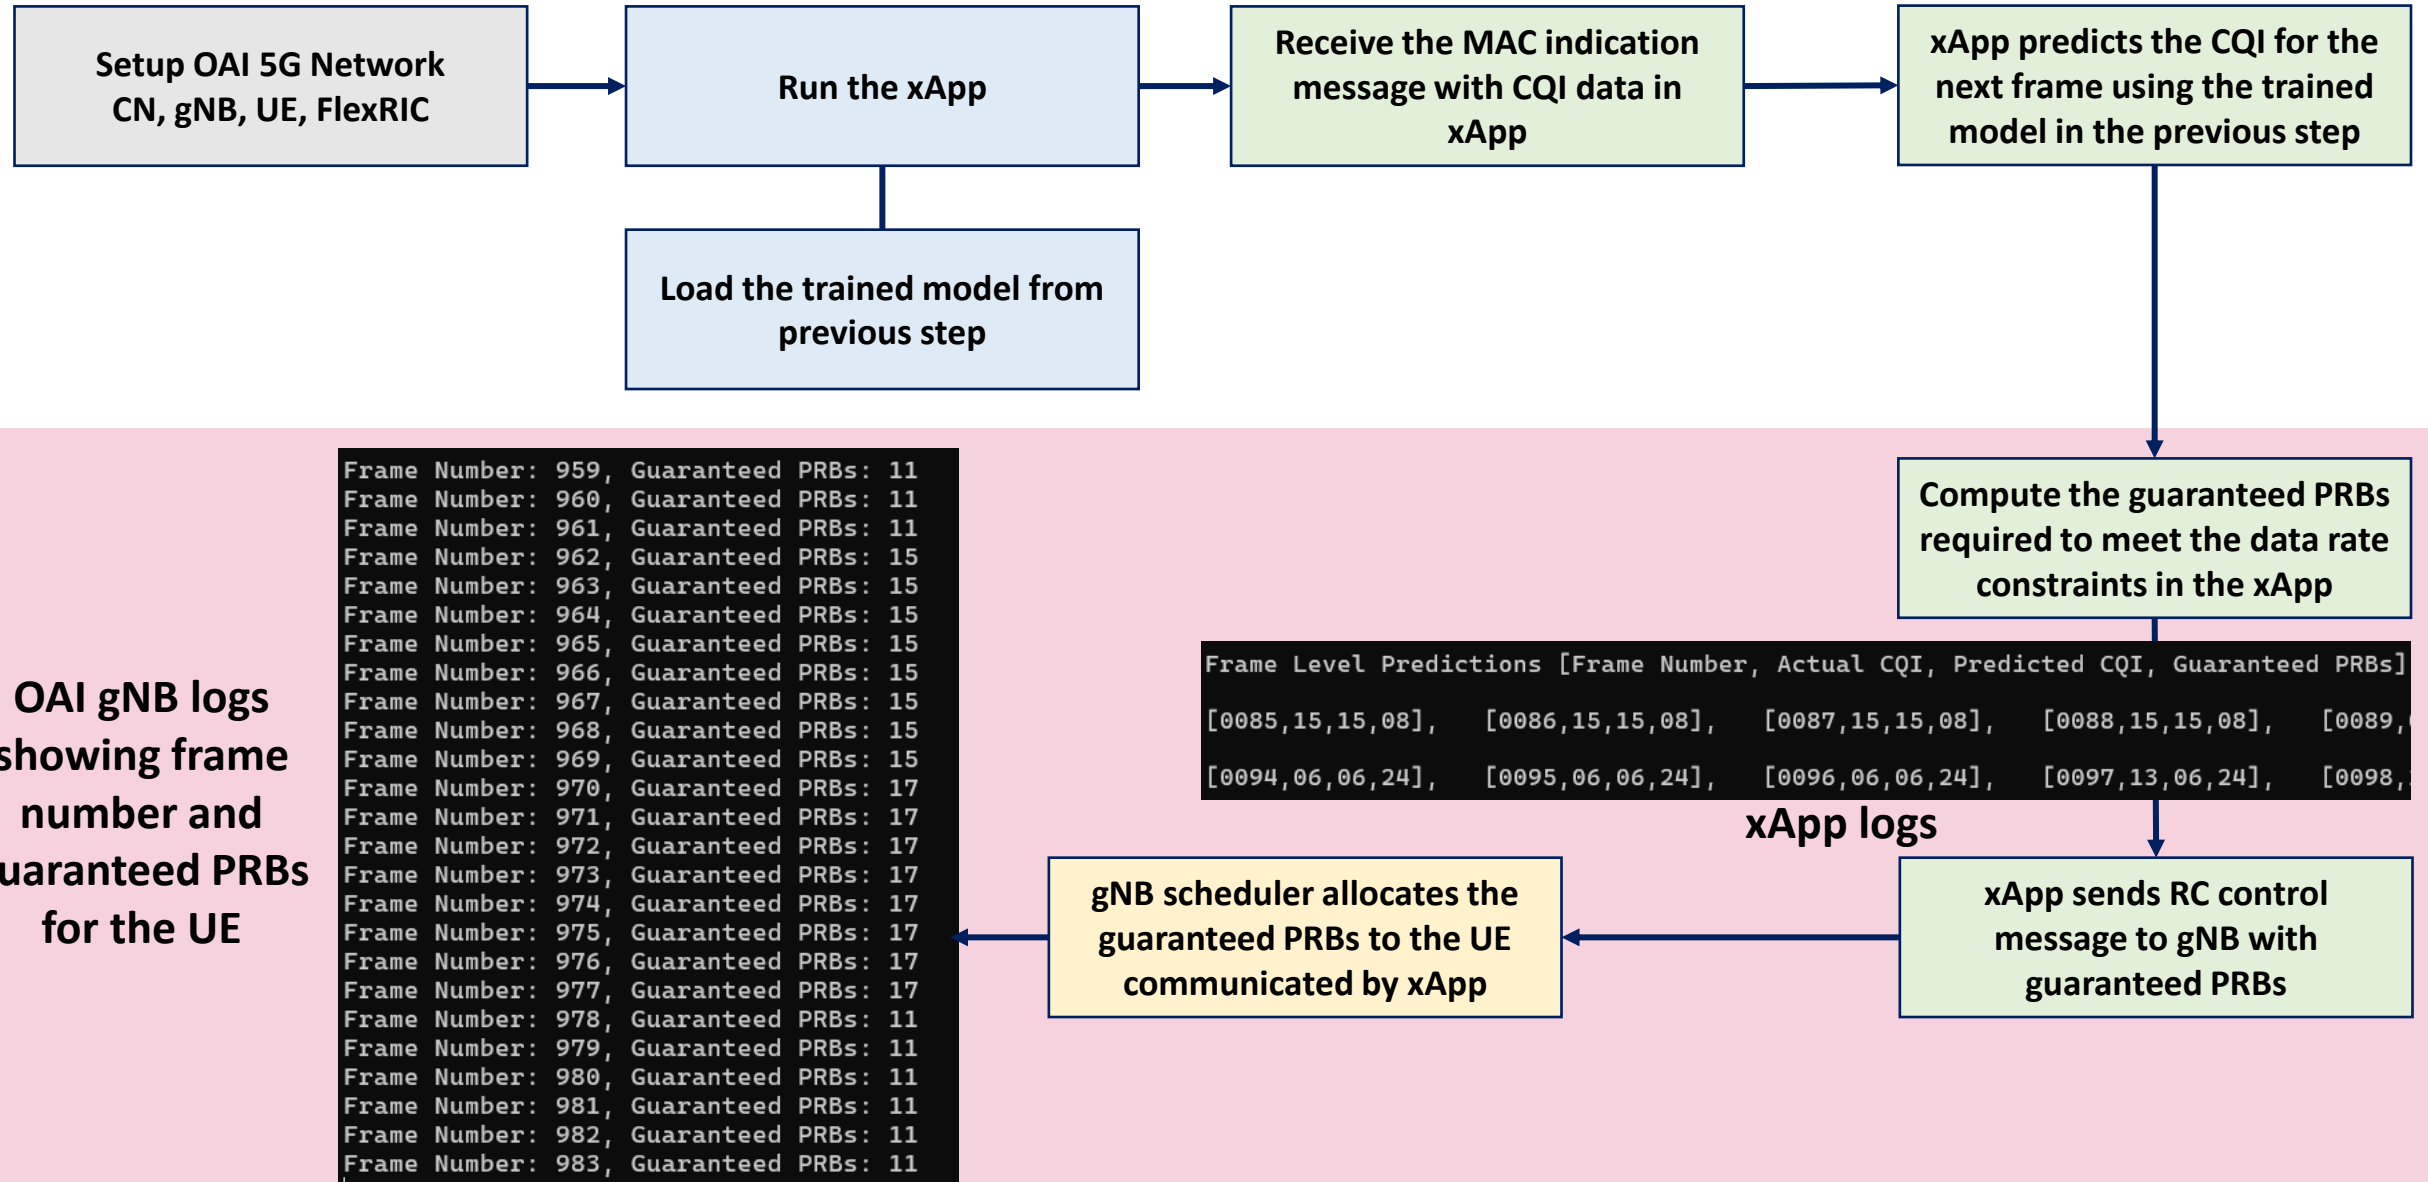 Setup OAI 5G Network
CN, gNB, UE, FlexRIC
Run the xApp
Receive the MAC indication
message with CQI data in
xApp
xApp predicts the CQI for the
next frame using the trained
model in the previous step
Load the trained model from
previous step
Compute the guaranteed PRBs
required to meet the data rate
constraints in the xApp
Frame Level Predictions [Frame Number, Actual CQI, Predicted CQI, Guaranteed PRBs]
[0085,15,15,08], [0086,15,15,08], [0087,15,15,08], [0088,15,15,08], [0089,
[0094,06,06,24], [0095,06,06,24], [0096,06,06,24], [0097,13,06,24], [0098,
xApp logs
xApp sends RC control
message to gNB with
guaranteed PRBs
gNB scheduler allocates the
guaranteed PRBs to the UE
communicated by xApp
Frame Number: 959, Guaranteed PRBs: 11
Frame Number: 960, Guaranteed PRBs: 11
Frame Number: 961, Guaranteed PRBs: 11
Frame Number: 962, Guaranteed PRBs: 15
Frame Number: 963, Guaranteed PRBs: 15
Frame Number: 964, Guaranteed PRBs: 15
Frame Number: 965, Guaranteed PRBs: 15
Frame Number: 966, Guaranteed PRBs: 15
Frame Number: 967, Guaranteed PRBs: 15
Frame Number: 968, Guaranteed PRBs: 15
Frame Number: 969, Guaranteed PRBs: 15
Frame Number: 970, Guaranteed PRBs: 17
Frame Number: 971, Guaranteed PRBs: 17
Frame Number: 972, Guaranteed PRBs: 17
Frame Number: 973, Guaranteed PRBs: 17
Frame Number: 974, Guaranteed PRBs: 17
Frame Number: 975, Guaranteed PRBs: 17
Frame Number: 976, Guaranteed PRBs: 17
Frame Number: 977, Guaranteed PRBs: 17
Frame Number: 978, Guaranteed PRBs: 11
Frame Number: 979, Guaranteed PRBs: 11
Frame Number: 980, Guaranteed PRBs: 11
Frame Number: 981, Guaranteed PRBs: 11
Frame Number: 982, Guaranteed PRBs: 11
Frame Number: 983, Guaranteed PRBs: 11
OAI gNB logs
showing frame
number and
uaranteed PRBs
for the UE